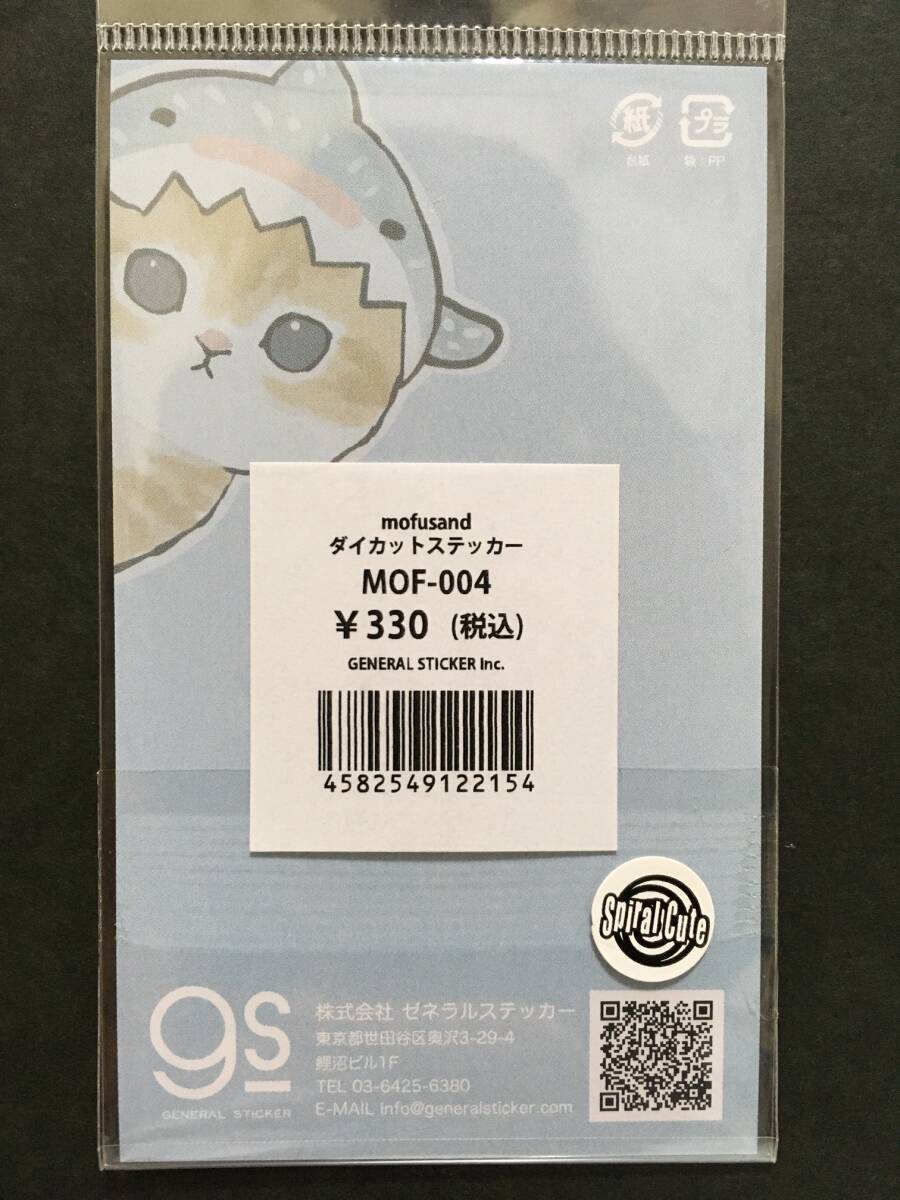 紙
台紙
プラ
袋 PP
mofusand
ダイカットステッカー
MOF-004
¥330 (税込)
GENERAL STICKER Inc.
4582549122154
Spiral Cute
gs
GENERAL STICKER
株式会社 ゼネラルステッカー
東京都世田谷区奥沢3-29-4
鯉沼ビル1F
TEL 03-6425-6380
E-MAIL info@generalsticker.com